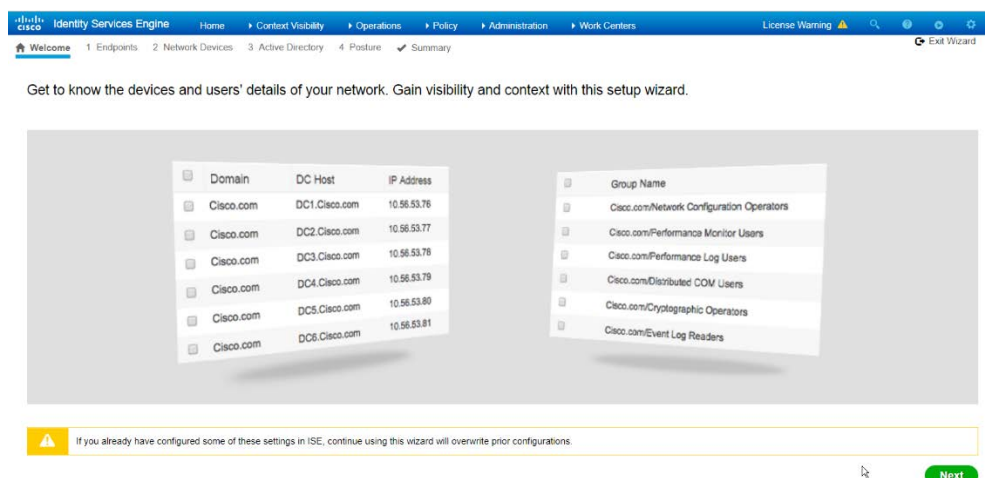 CISCO Identity Services Engine Home Context Visibility Operations Policy Administration Work Centers License Warning
Welcome 1 Endpoints 2 Network Devices 3 Active Directory 4 Posture Summary Exit Wizard
Get to know the devices and users' details of your network. Gain visibility and context with this setup wizard.
Domain DC Host IP Address
Cisco.com DC1.Cisco.com 10.56.53.76
Cisco.com DC2.Cisco.com 10.56.53.77
Cisco.com DC3.Cisco.com 10.56.53.78
Cisco.com DC4.Cisco.com 10.56.53.79
Cisco.com DC5.Cisco.com 10.56.53.80
Cisco.com DC6.Cisco.com 10.56.53.81
Group Name
Cisco.com/Network Configuration Operators
Cisco.com/Performance Monitor Users
Cisco.com/Performance Log Users
Cisco.com/Distributed COM Users
Cisco.com/Cryptographic Operators
Cisco.com/Event Log Readers
If you already have configured some of these settings in ISE, continue using this wizard will overwrite prior configurations.
Next